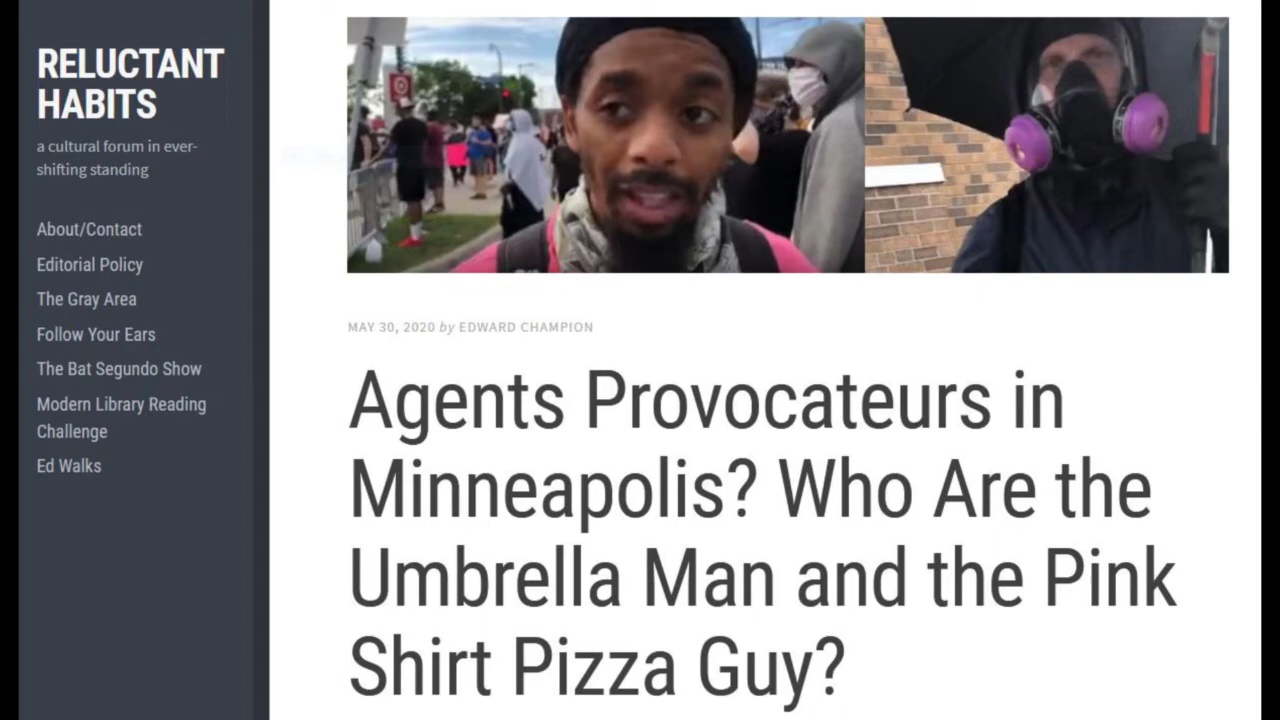 RELUCTANT
HABITS
a cultural forum in ever-
shifting standing
About/Contact
Editorial Policy
The Gray Area
Follow Your Ears
The Bat Segundo Show
Modern Library Reading
Challenge
Ed Walks
MAY 30, 2020 by EDWARD CHAMPION
Agents Provocateurs in
Minneapolis? Who Are the
Umbrella Man and the Pink
Shirt Pizza Guy?